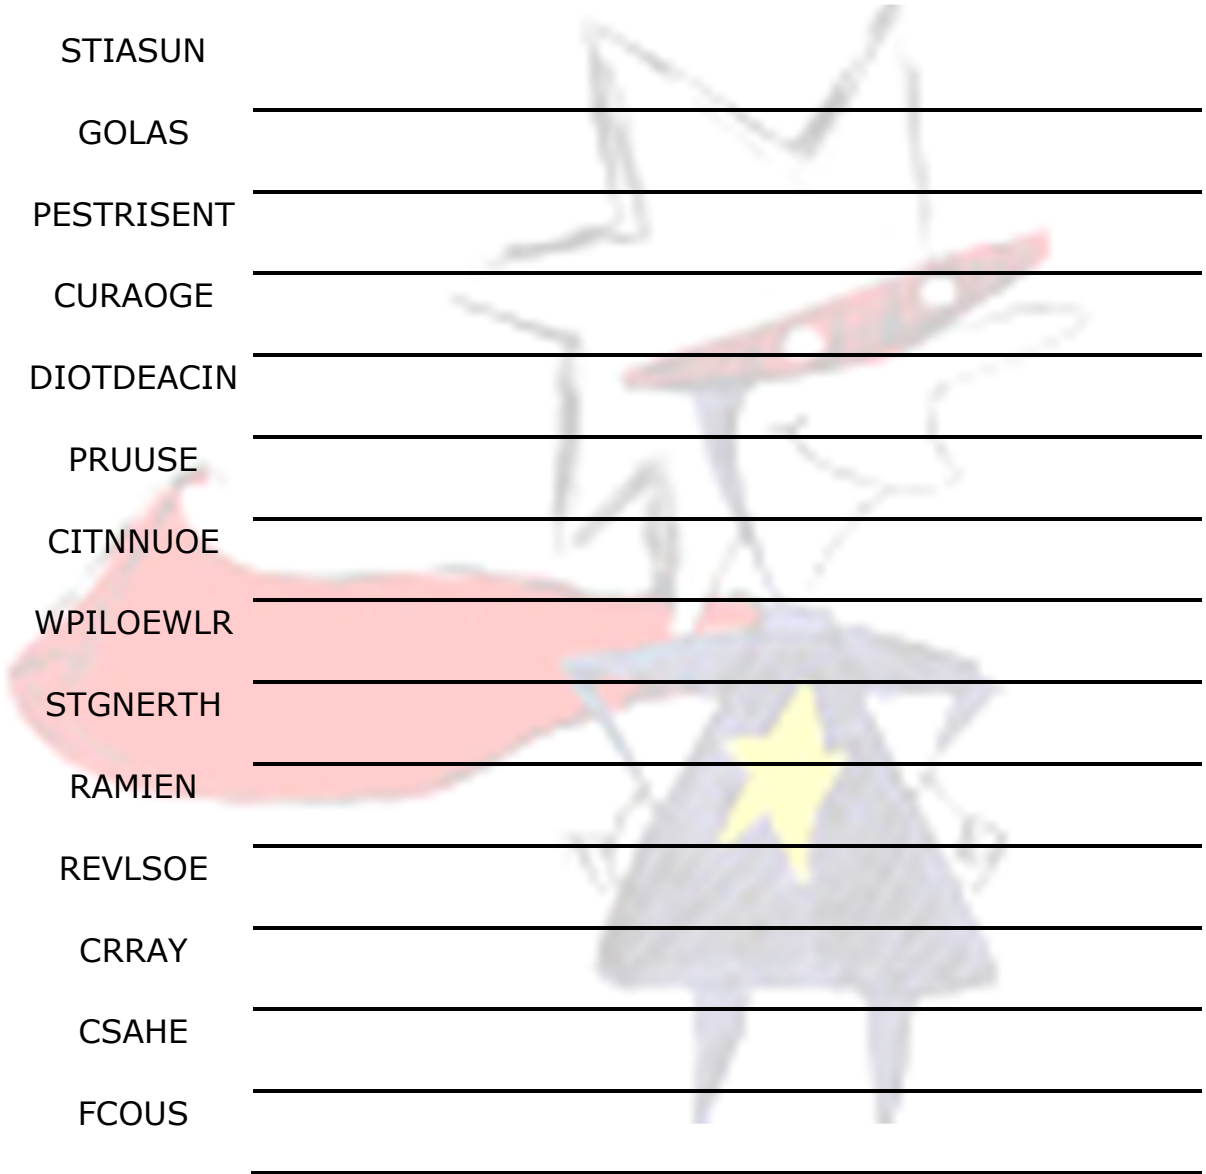 STIASUN
GOLAS
PESTRISENT
CURAOGE
DIOTDEACIN
PRUUSE
CITNNUOE
WPILOEWLR
STGNERTH
RAMIEN
REVLSOE
CRRAY
CSAHE
FCOUS